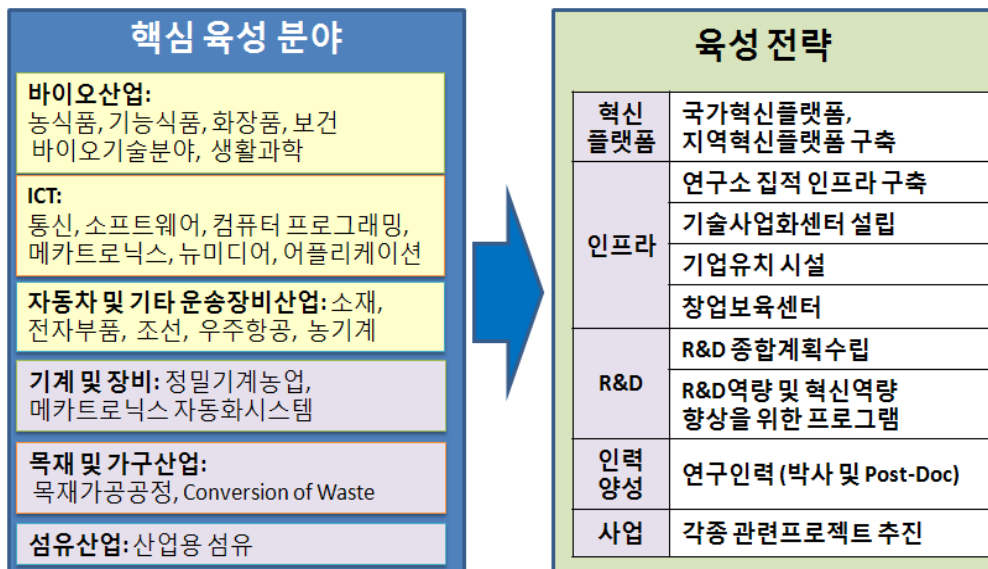 핵심 육성 분야
바이오산업:
농식품, 기능식품, 화장품, 보건
바이오기술분야, 생활과학
ICT:
통신, 소프트웨어, 컴퓨터 프로그래밍,
메카트로닉스, 뉴미디어, 어플리케이션
자동차 및 기타 운송장비산업: 소재,
전자부품, 조선, 우주항공, 농기계
기계 및 장비: 정밀기계농업,
메카트로닉스 자동화시스템
목재 및 가구산업:
목재가공공정, Conversion of Waste
섬유산업: 산업용 섬유
육성 전략
혁신
플랫폼
국가혁신플랫폼,
지역혁신플랫폼 구축
인프라
연구소 집적 인프라 구축
기술사업화센터 설립
기업유치 시설
창업보육센터
R&D
R&D 종합계획수립
R&D역량 및 혁신역량
향상을 위한 프로그램
인력
양성
연구인력 (박사 및 Post-Doc)
사업
각종 관련프로젝트 추진